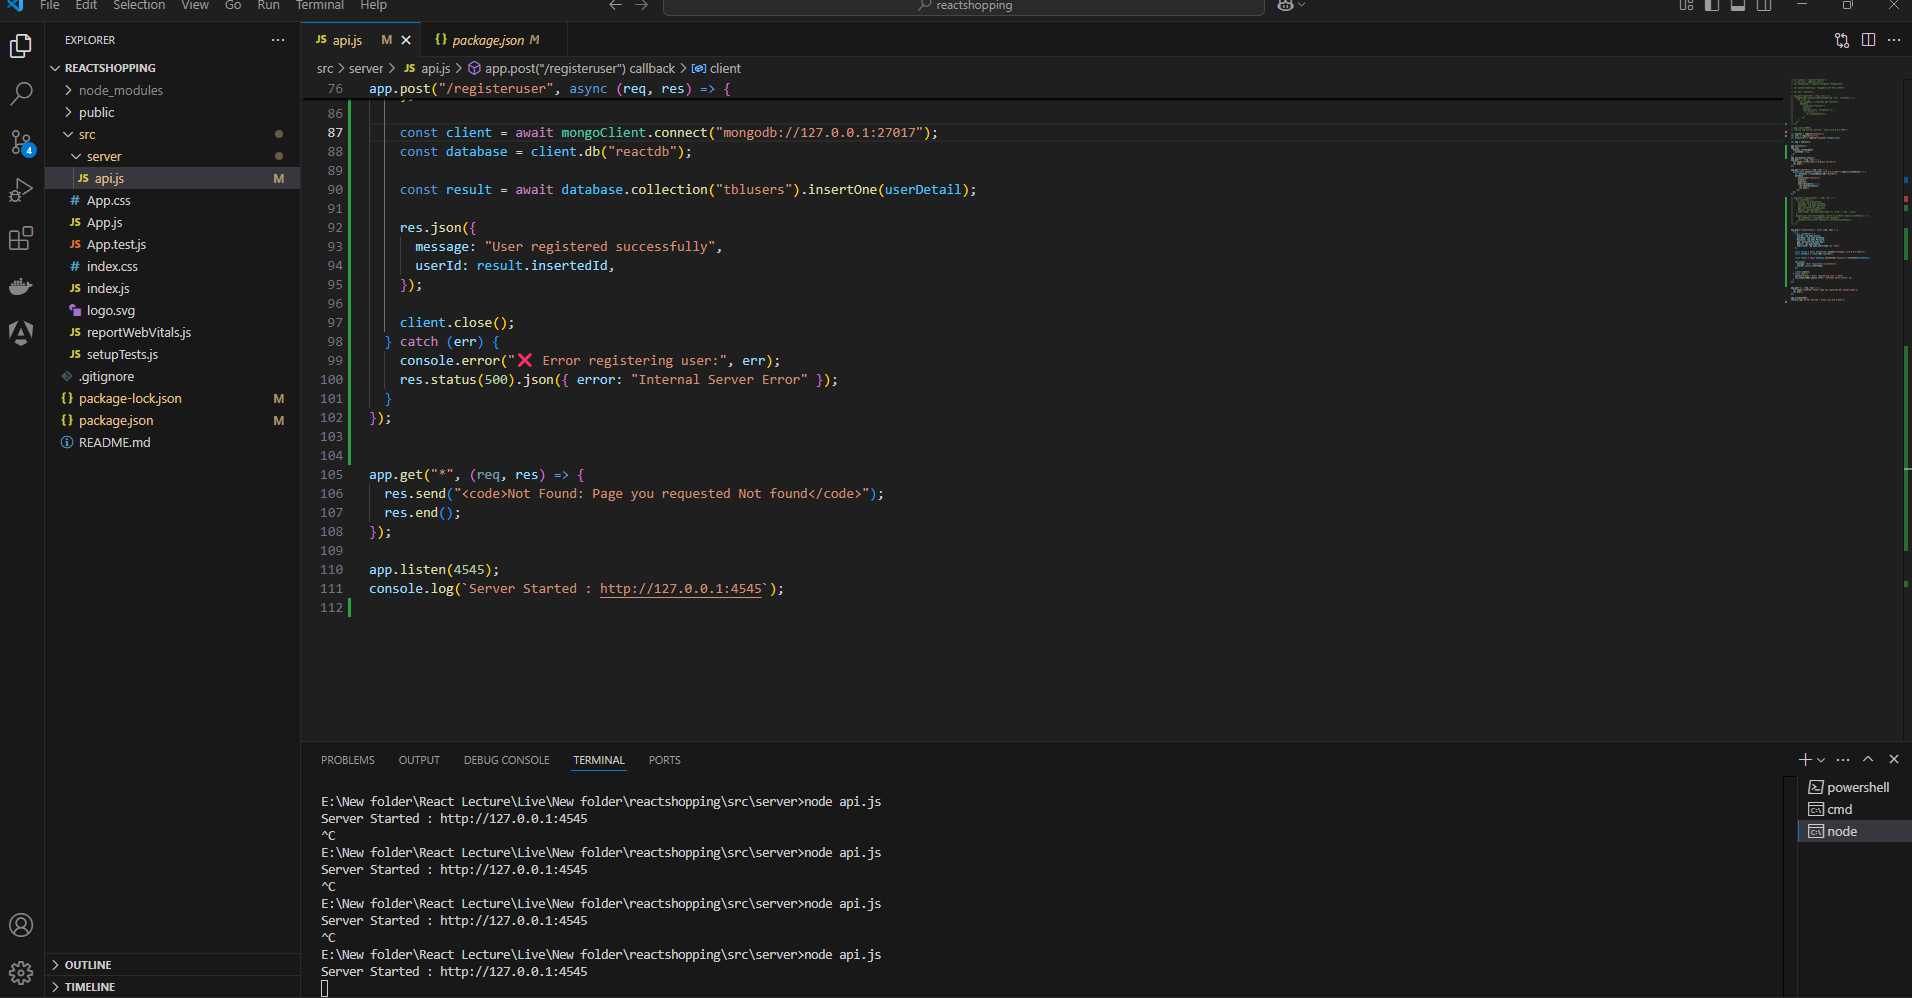 File Edit Selection View Go Run Terminal Help
reactshopping
EXPLORER
REACTSHOPPING
node_modules
public
src
server
JS api.js M
# App.css
JS App.js
JS App.test.js
# index.css
JS index.js
logo.svg
JS reportWebVitals.js
JS setupTests.js
.gitignore
{} package-lock.json M
{} package.json M
README.md
OUTLINE
TIMELINE
4
JS api.js M
{} package.json M
src > server > JS api.js > app.post("/registeruser") callback > client
76 app.post("/registeruser", async (req, res) => {
86
87 const client = await mongoClient.connect("mongodb://127.0.0.1:27017");
88 const database = client.db("reactdb");
89
90 const result = await database.collection("tblusers").insertOne(userDetail);
91
92 res.json({
93 message: "User registered successfully",
94 userId: result.insertedId,
95 });
96
97 client.close();
98 } catch (err) {
99 console.error("❌ Error registering user:", err);
100 res.status(500).json({ error: "Internal Server Error" });
101 }
102 });
103
104
105 app.get("*", (req, res) => {
106 res.send("<code>Not Found: Page you requested Not found</code>");
107 res.end();
108 });
109
110 app.listen(4545);
111 console.log(`Server Started : http://127.0.0.1:4545`);
112
PROBLEMS OUTPUT DEBUG CONSOLE TERMINAL PORTS
E:\New folder\React Lecture\Live\New folder\reactshopping\src\server>node api.js
Server Started : http://127.0.0.1:4545
^C
E:\New folder\React Lecture\Live\New folder\reactshopping\src\server>node api.js
Server Started : http://127.0.0.1:4545
^C
E:\New folder\React Lecture\Live\New folder\reactshopping\src\server>node api.js
Server Started : http://127.0.0.1:4545
^C
E:\New folder\React Lecture\Live\New folder\reactshopping\src\server>node api.js
Server Started : http://127.0.0.1:4545
powershell
cmd
node